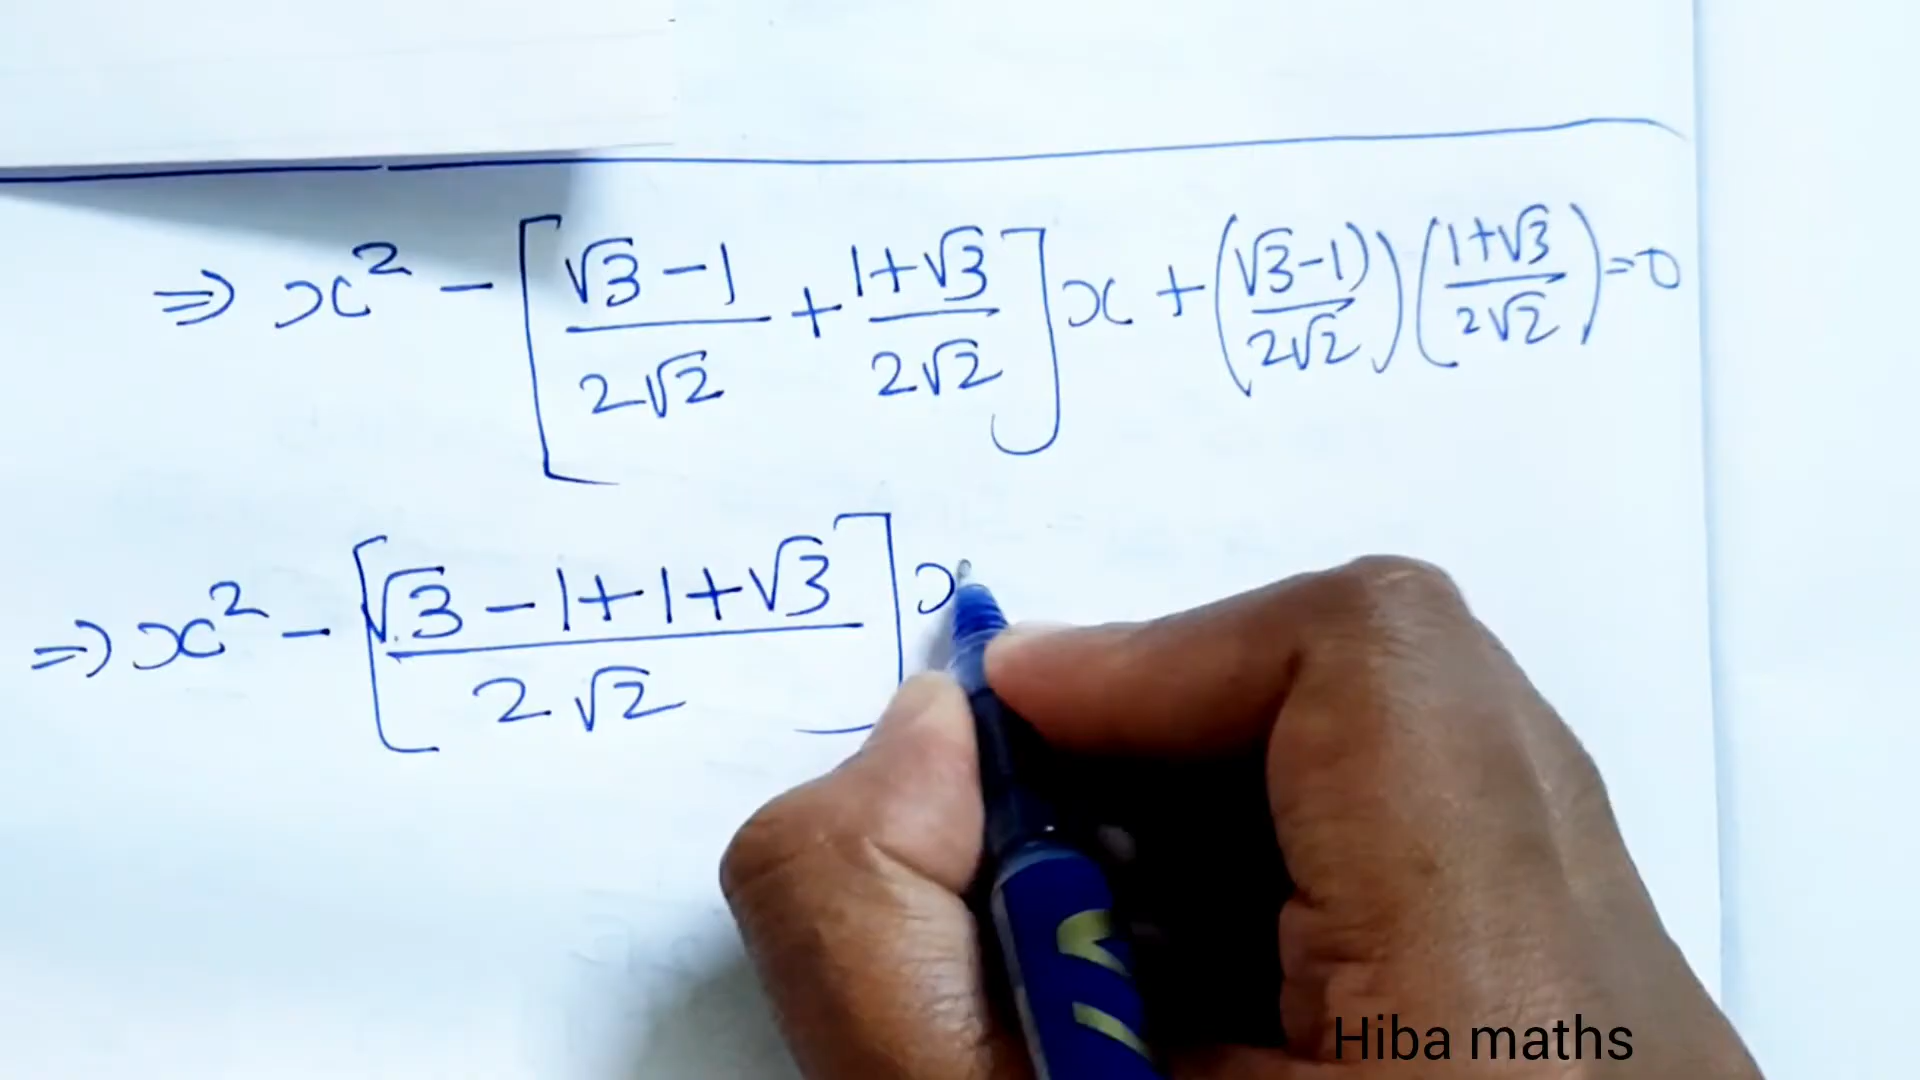 ⇒ x² - [ (√3-1)/(2√2) + (1+√3)/(2√2) ] x + ( (√3-1)/(2√2) ) ( (1+√3)/(2√2) ) = 0
⇒ x² - [ (√3-1+1+√3)/(2√2) ] x
Hiba maths